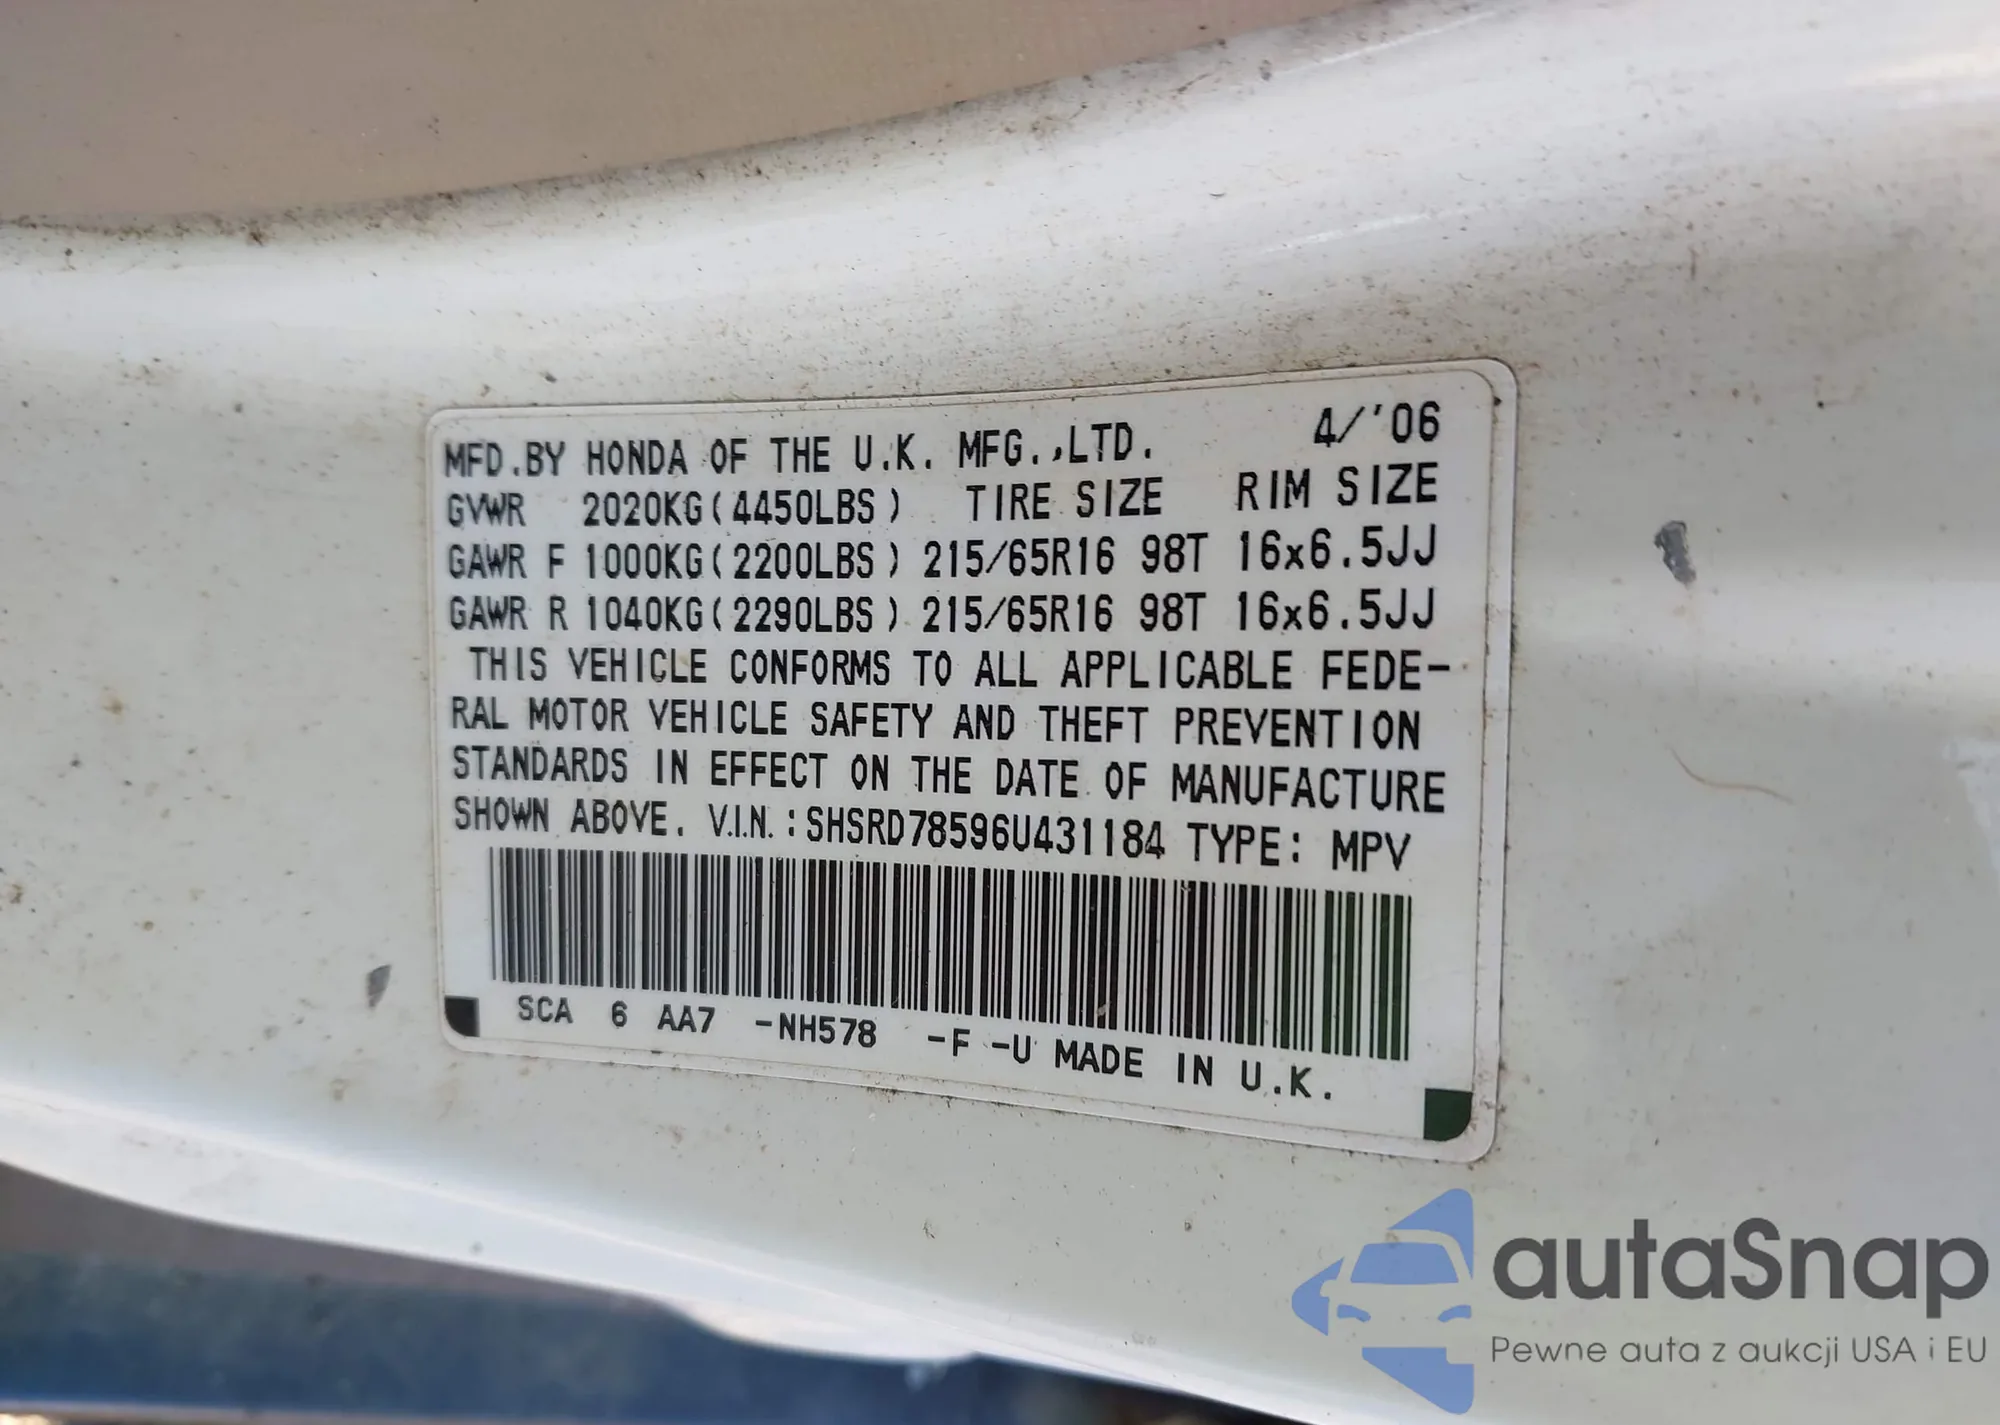 MFD.BY HONDA OF THE U.K. MFG.,LTD. 4/'06
GVWR 2020KG(4450LBS) TIRE SIZE RIM SIZE
GAWR F 1000KG(2200LBS) 215/65R16 98T 16x6.5JJ
GAWR R 1040KG(2290LBS) 215/65R16 98T 16x6.5JJ
THIS VEHICLE CONFORMS TO ALL APPLICABLE FEDE-
RAL MOTOR VEHICLE SAFETY AND THEFT PREVENTION
STANDARDS IN EFFECT ON THE DATE OF MANUFACTURE
SHOWN ABOVE. V.I.N.:SHSRD78596U431184 TYPE: MPV
SCA 6 AA7 -NH578 -F -U MADE IN U.K.
autaSnap
Pewne auta z aukcji USA i EU